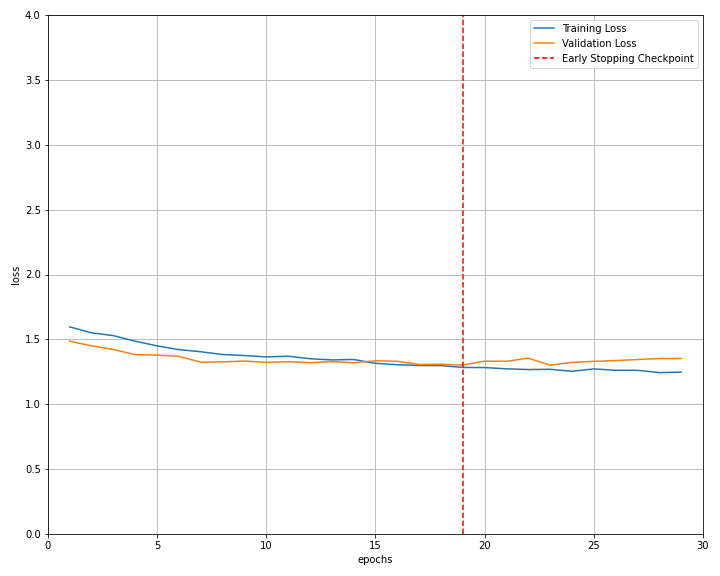 4.0
3.5
3.0
2.5
2.0
1.5
1.0
0.5
0.0
loss
0 5 10 15 20 25 30
epochs
Training Loss
Validation Loss
Early Stopping Checkpoint